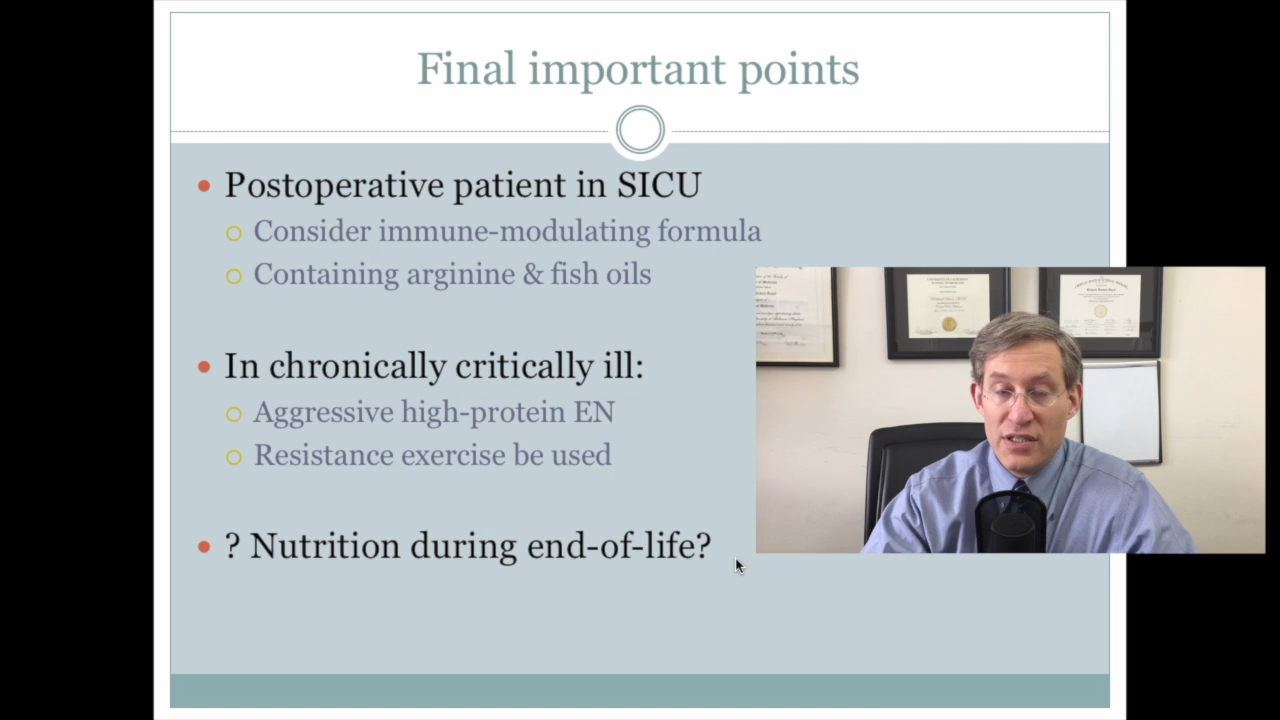 Final important points
Postoperative patient in SICU
Consider immune-modulating formula
Containing arginine & fish oils
In chronically critically ill:
Aggressive high-protein EN
Resistance exercise be used
? Nutrition during end-of-life?